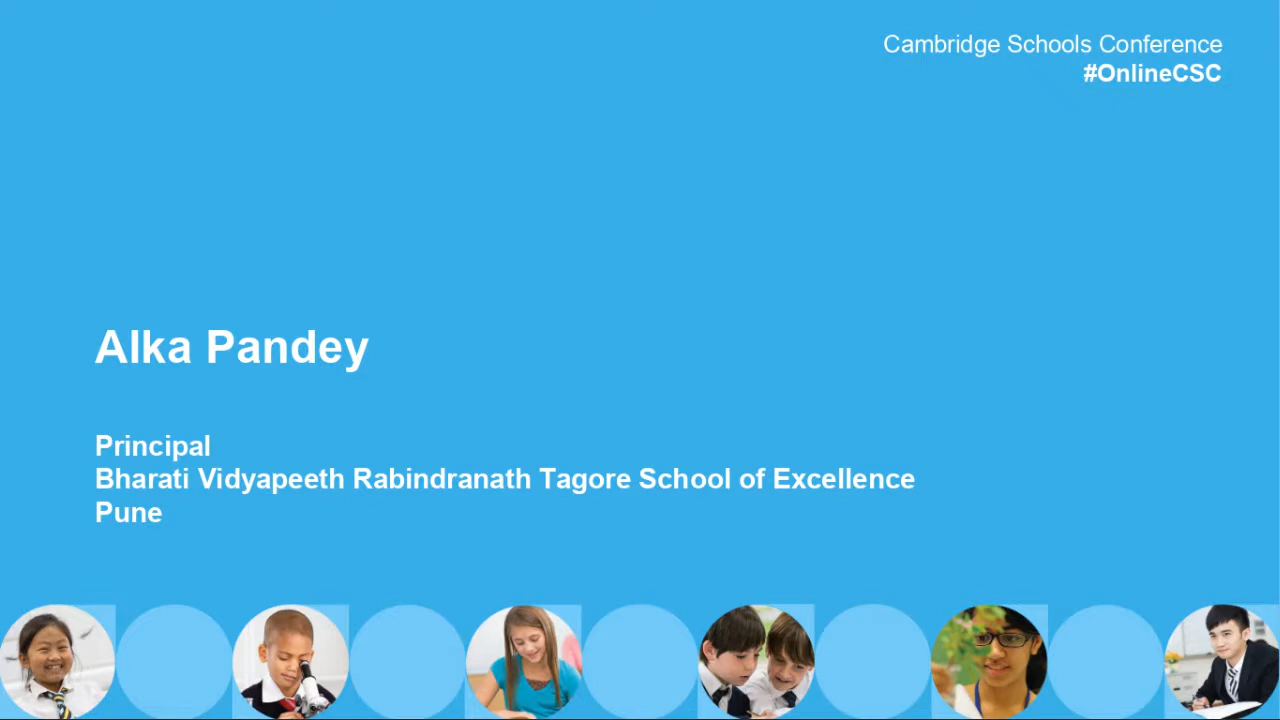 Cambridge Schools Conference
#OnlineCSC
Alka Pandey
Principal
Bharati Vidyapeeth Rabindranath Tagore School of Excellence
Pune